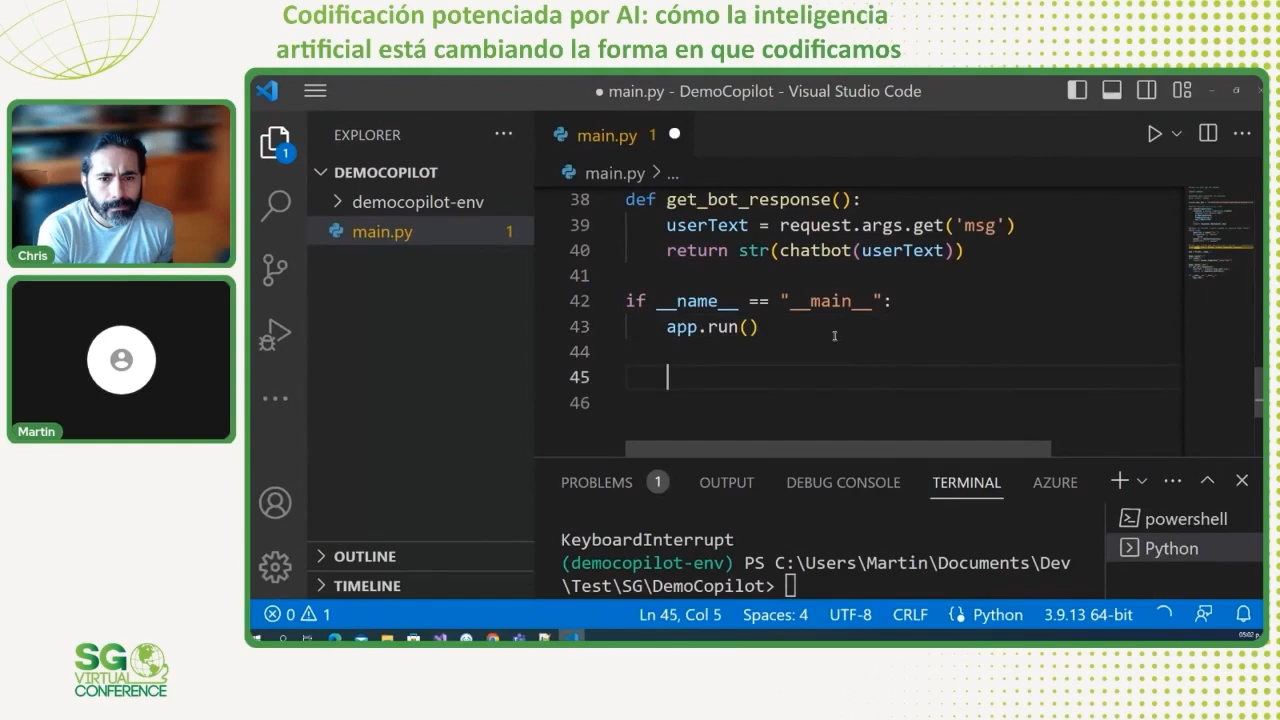 Codificación potenciada por AI: cómo la inteligencia
artificial está cambiando la forma en que codificamos
Chris
Martin
main.py - DemoCopilot - Visual Studio Code
1
EXPLORER
DEMOCOPILOT
democopilot-env
main.py 1
main.py 1
main.py > ...
38 def get_bot_response():
39 userText = request.args.get('msg')
40 return str(chatbot(userText))
41
42 if __name__ == "__main__":
43 app.run()
44
45
46
OUTLINE
TIMELINE
PROBLEMS 1 OUTPUT DEBUG CONSOLE TERMINAL AZURE
KeyboardInterrupt
(democopilot-env) PS C:\Users\Martin\Documents\Dev
\Test\SG\DemoCopilot>
powershell
Python
0 1 Ln 45, Col 5 Spaces: 4 UTF-8 CRLF Python 3.9.13 64-bit
SG
VIRTUAL
CONFERENCE